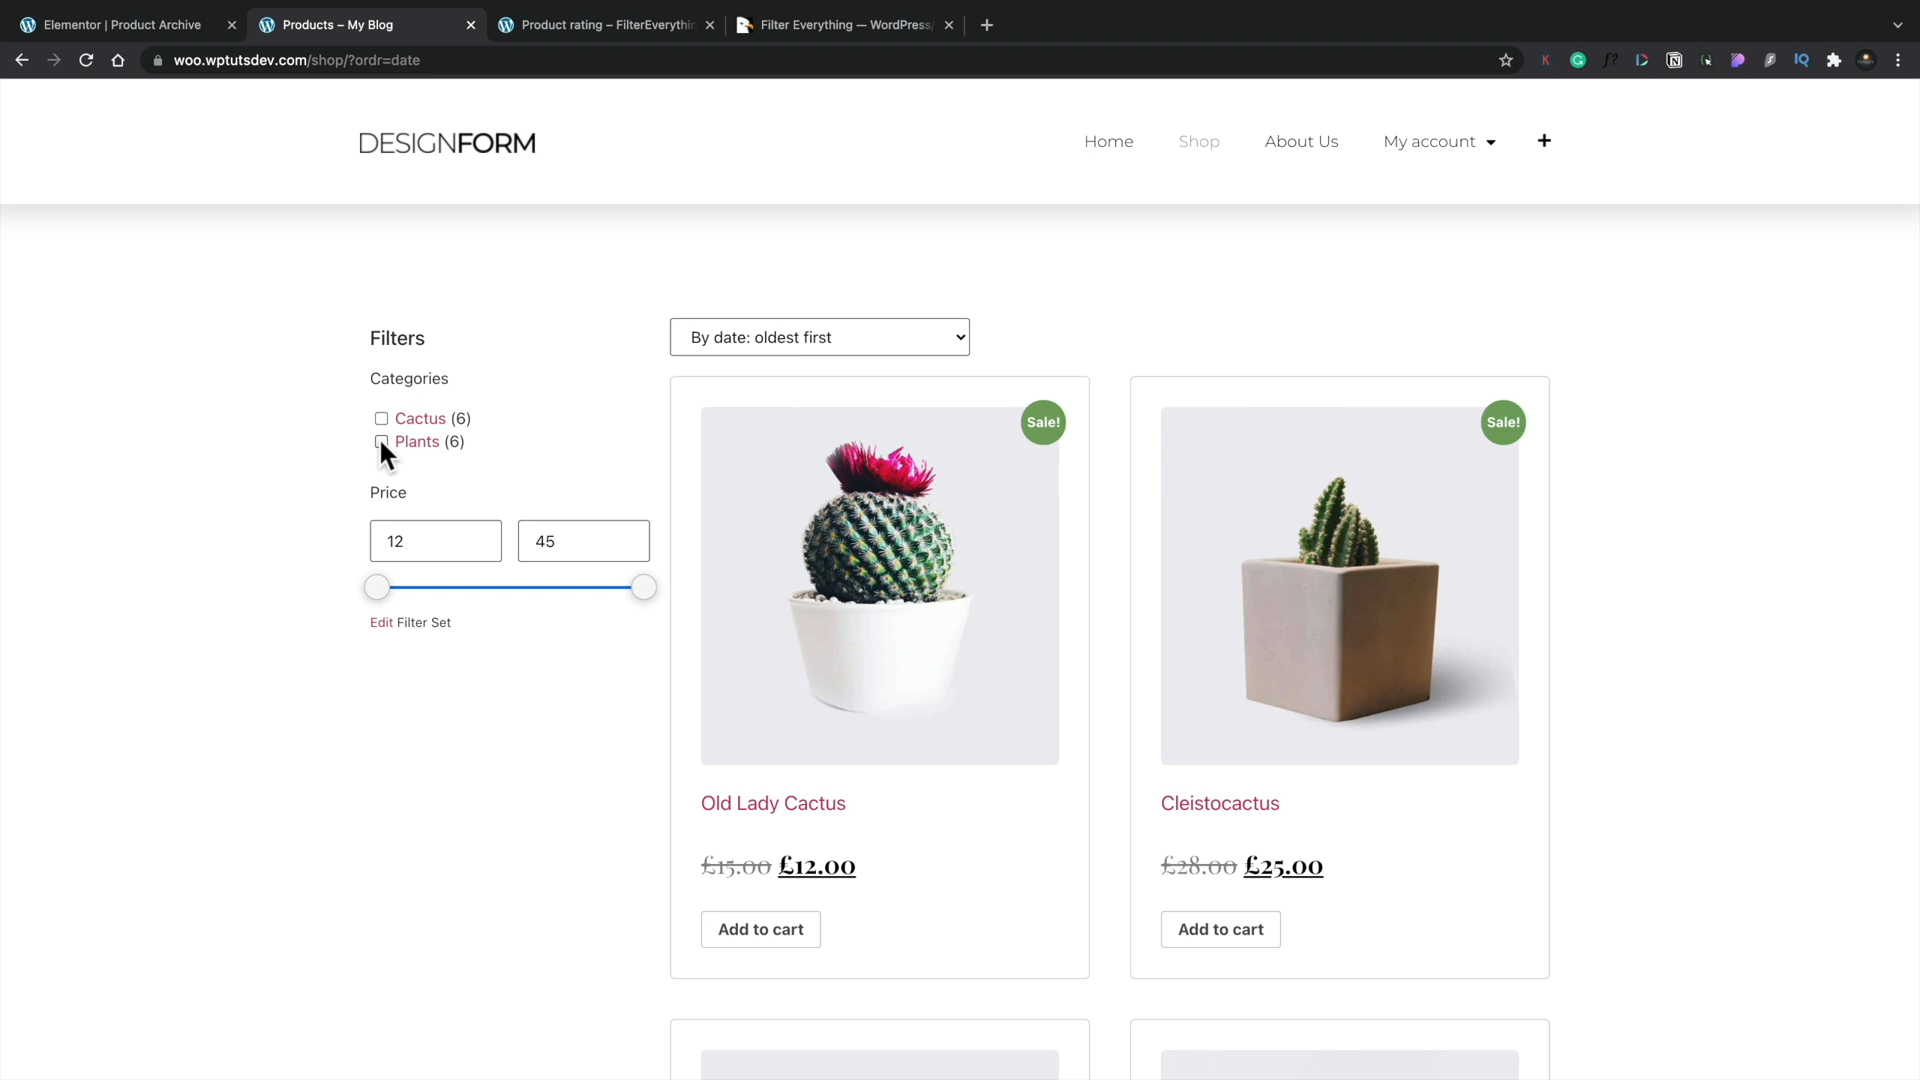 Elementor | Product Archive
Products – My Blog
Product rating – FilterEverythin
Filter Everything — WordPress/
woo.wptutsdev.com/shop/?ordr=date
DESIGNFORM
Home
Shop
About Us
My account
Filters
Categories
Cactus (6)
Plants (6)
Price
12
45
Edit Filter Set
By date: oldest first
Sale!
Old Lady Cactus
£15.00 £12.00
Add to cart
Sale!
Cleistocactus
£28.00 £25.00
Add to cart